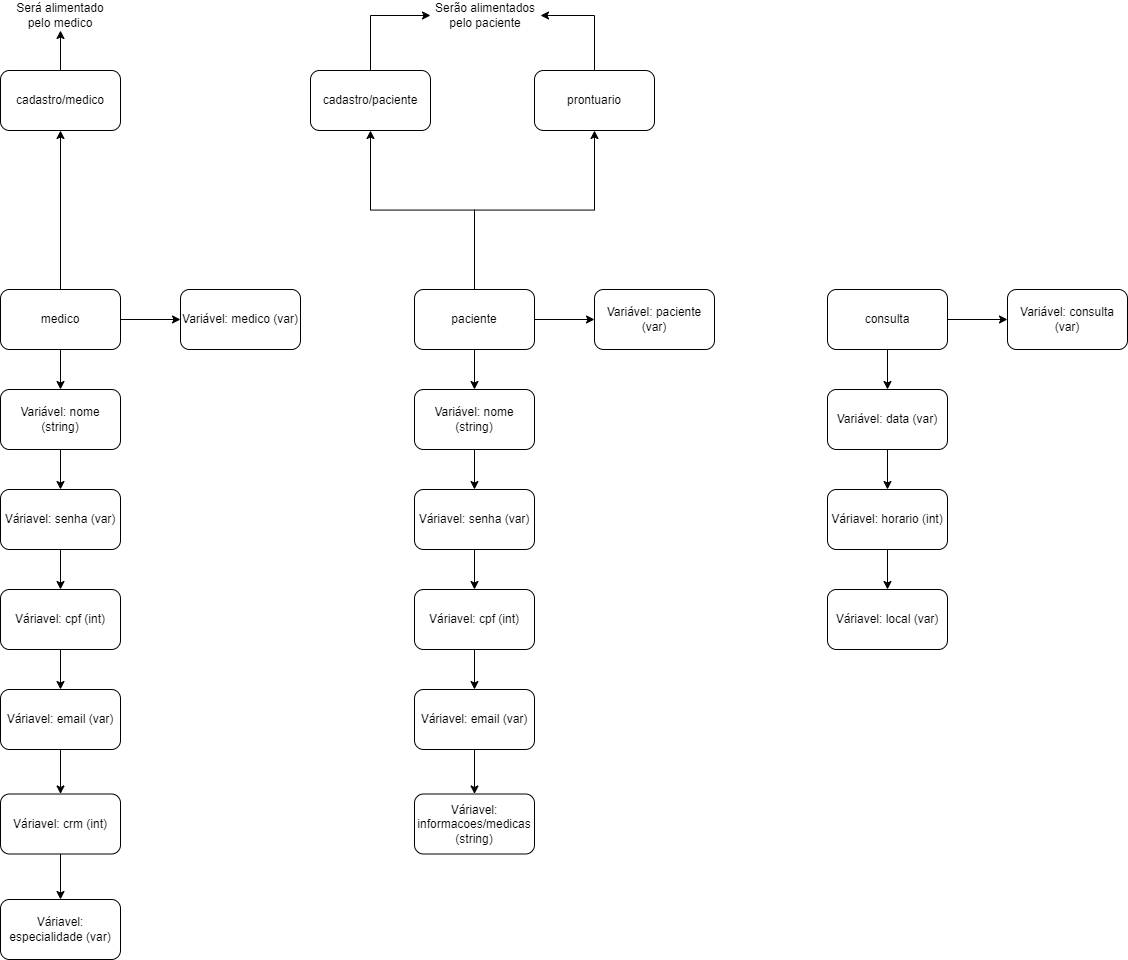 Será alimentado
pelo medico
Serão alimentados
pelo paciente
cadastro/medico
cadastro/paciente
prontuario
medico
Variável: medico (var)
paciente
Variável: paciente
(var)
consulta
Variável: consulta
(var)
Variável: nome
(string)
Variável: nome
(string)
Variável: data (var)
Váriavel: senha (var)
Váriavel: senha (var)
Váriavel: horario (int)
Váriavel: cpf (int)
Váriavel: cpf (int)
Váriavel: local (var)
Váriavel: email (var)
Váriavel: email (var)
Váriavel: crm (int)
Váriavel:
informacoes/medicas
(string)
Váriavel:
especialidade (var)